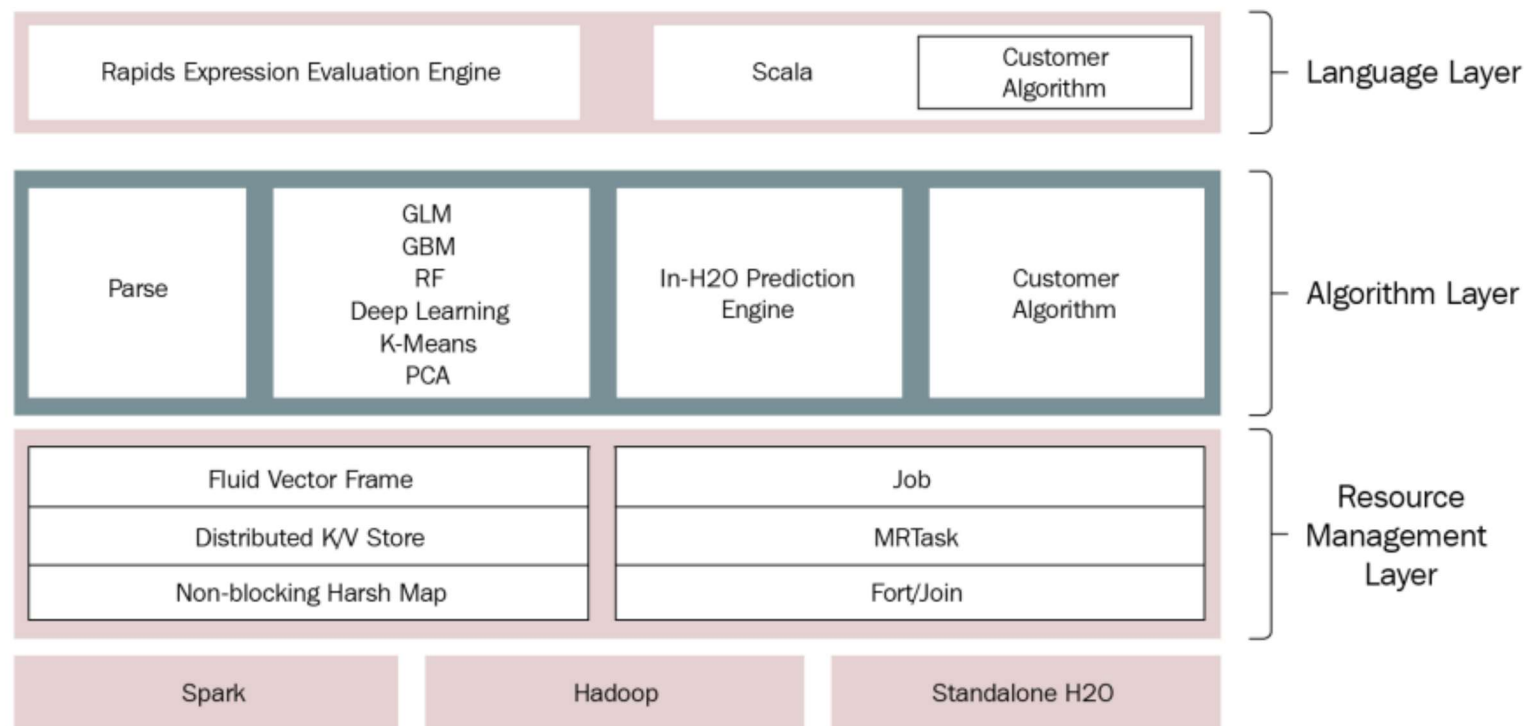 Rapids Expression Evaluation Engine
Scala
Customer
Algorithm
Language Layer
Parse
GLM
GBM
RF
Deep Learning
K-Means
PCA
In-H2O Prediction
Engine
Customer
Algorithm
Algorithm Layer
Fluid Vector Frame
Distributed K/V Store
Non-blocking Harsh Map
Job
MRTask
Fort/Join
Resource
Management
Layer
Spark
Hadoop
Standalone H2O